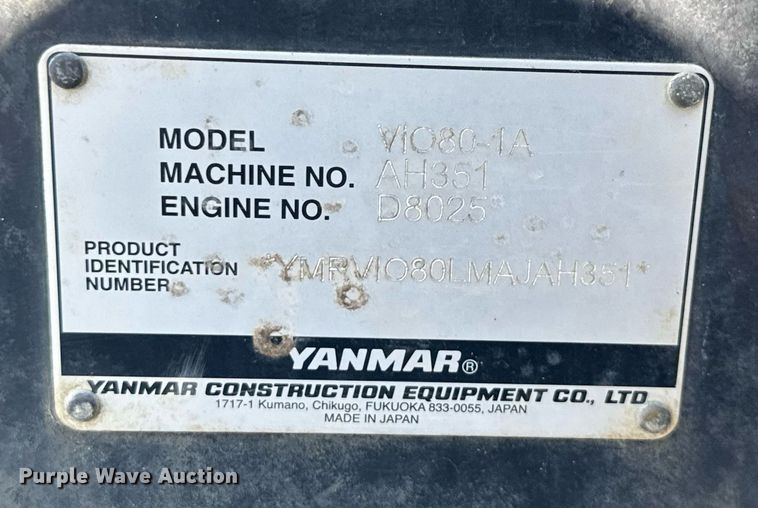 MODEL VIO80-1A
MACHINE NO. AH351
ENGINE NO. D8025
PRODUCT
IDENTIFICATION
NUMBER
*YMRVIO80LMAJAH351*
YANMAR®
YANMAR CONSTRUCTION EQUIPMENT CO., LTD
1717-1 Kumano, Chikugo, FUKUOKA 833-0055, JAPAN
MADE IN JAPAN
Purple Wave Auction